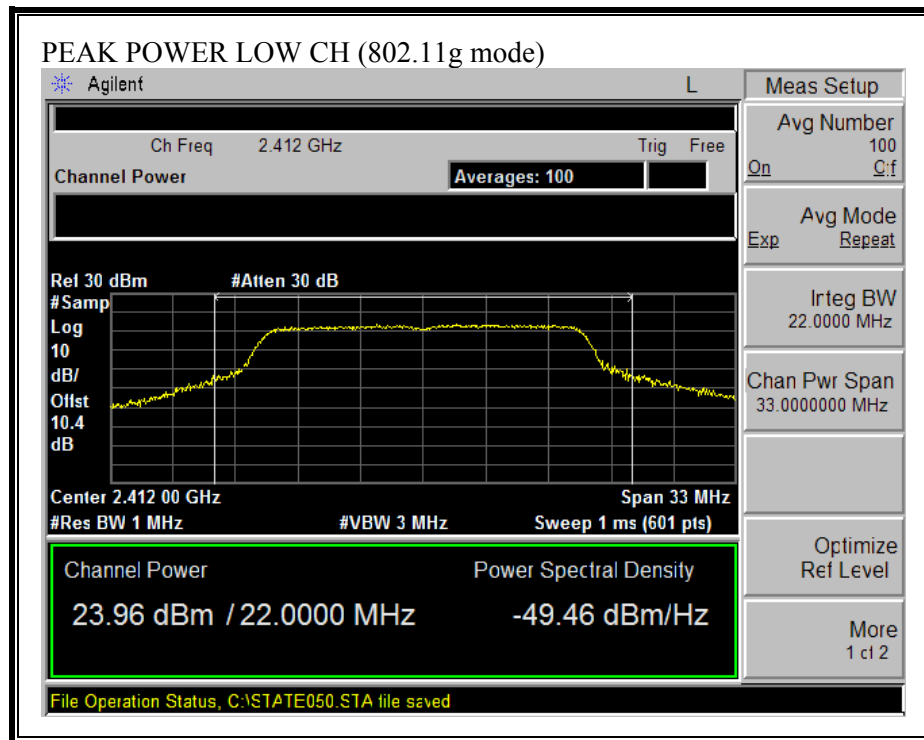 PEAK POWER LOW CH (802.11g mode)
Agilent L
Ch Freq 2.412 GHz Trig Free
Channel Power Averages: 100
Ref 30 dBm #Atten 30 dB
#Samp
Log
10
dB/
Offst
10.4
dB
Center 2.412 00 GHz Span 33 MHz
#Res BW 1 MHz #VBW 3 MHz Sweep 1 ms (601 pts)
Channel Power Power Spectral Density
23.96 dBm / 22.0000 MHz -49.46 dBm/Hz
File Operation Status, C:\STATE050.STA file saved
Meas Setup
Avg Number
100
On Off
Avg Mode
Exp Repeat
Integ BW
22.0000 MHz
Chan Pwr Span
33.0000000 MHz
Optimize
Ref Level
More
1 of 2